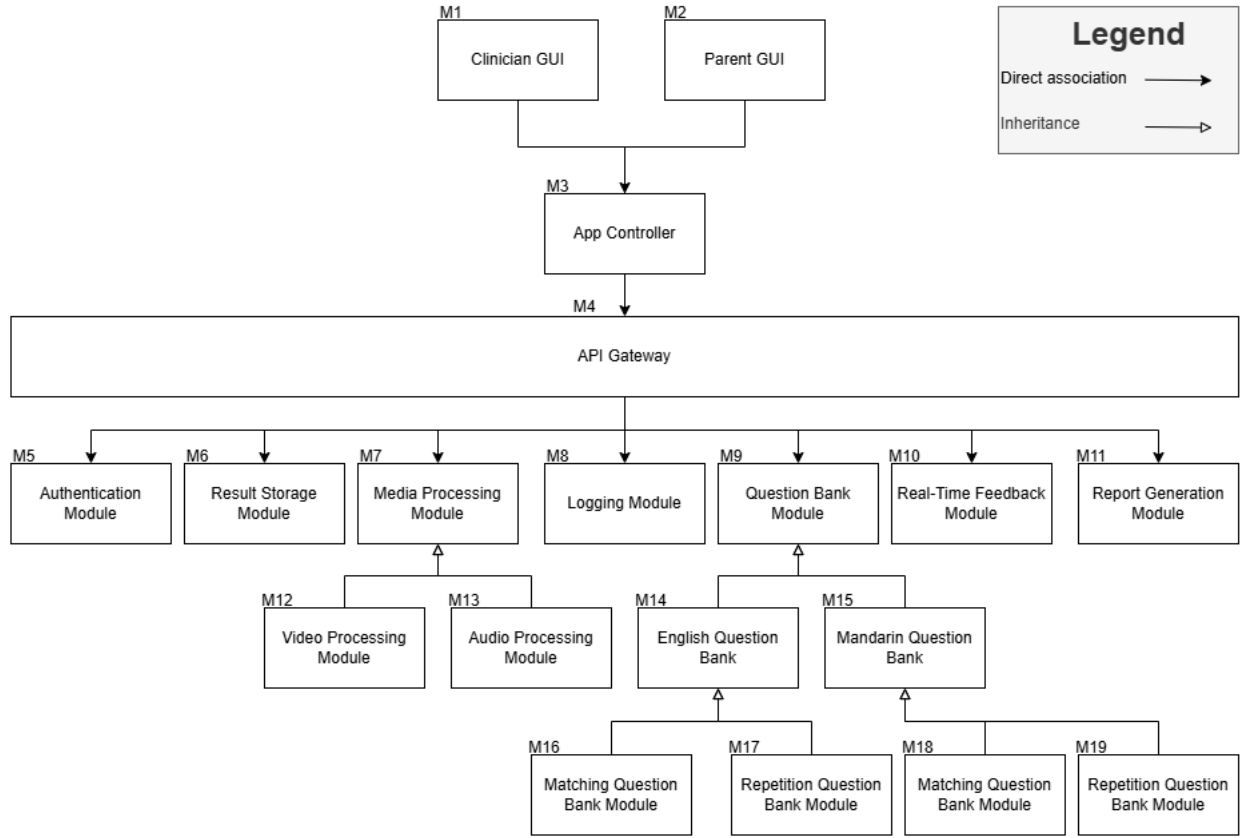 M1
Clinician GUI
M2
Parent GUI
Legend
Direct association
Inheritance
M3
App Controller
M4
API Gateway
M5
Authentication
Module
M6
Result Storage
Module
M7
Media Processing
Module
M8
Logging Module
M9
Question Bank
Module
M10
Real-Time Feedback
Module
M11
Report Generation
Module
M12
Video Processing
Module
M13
Audio Processing
Module
M14
English Question
Bank
M15
Mandarin Question
Bank
M16
Matching Question
Bank Module
M17
Repetition Question
Bank Module
M18
Matching Question
Bank Module
M19
Repetition Question
Bank Module